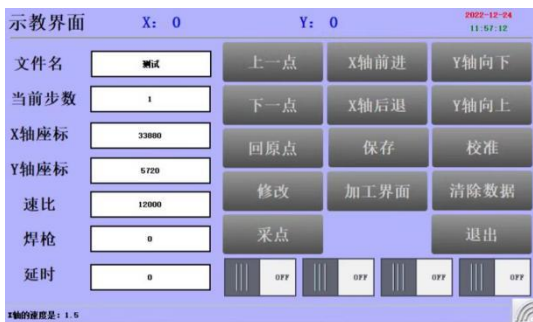 示教界面 X: 0 Y: 0 2022-12-24
11:57:12
文件名 测试 上一点 X轴前进 Y轴向下
当前步数 1 下一点 X轴后退 Y轴向上
X轴座标 33880 回原点 保存 校准
Y轴座标 5720
速比 12000 修改 加工界面 清除数据
焊枪 0 采点 退出
延时 0 OFF OFF OFF OFF
X轴的速度是: 1.5